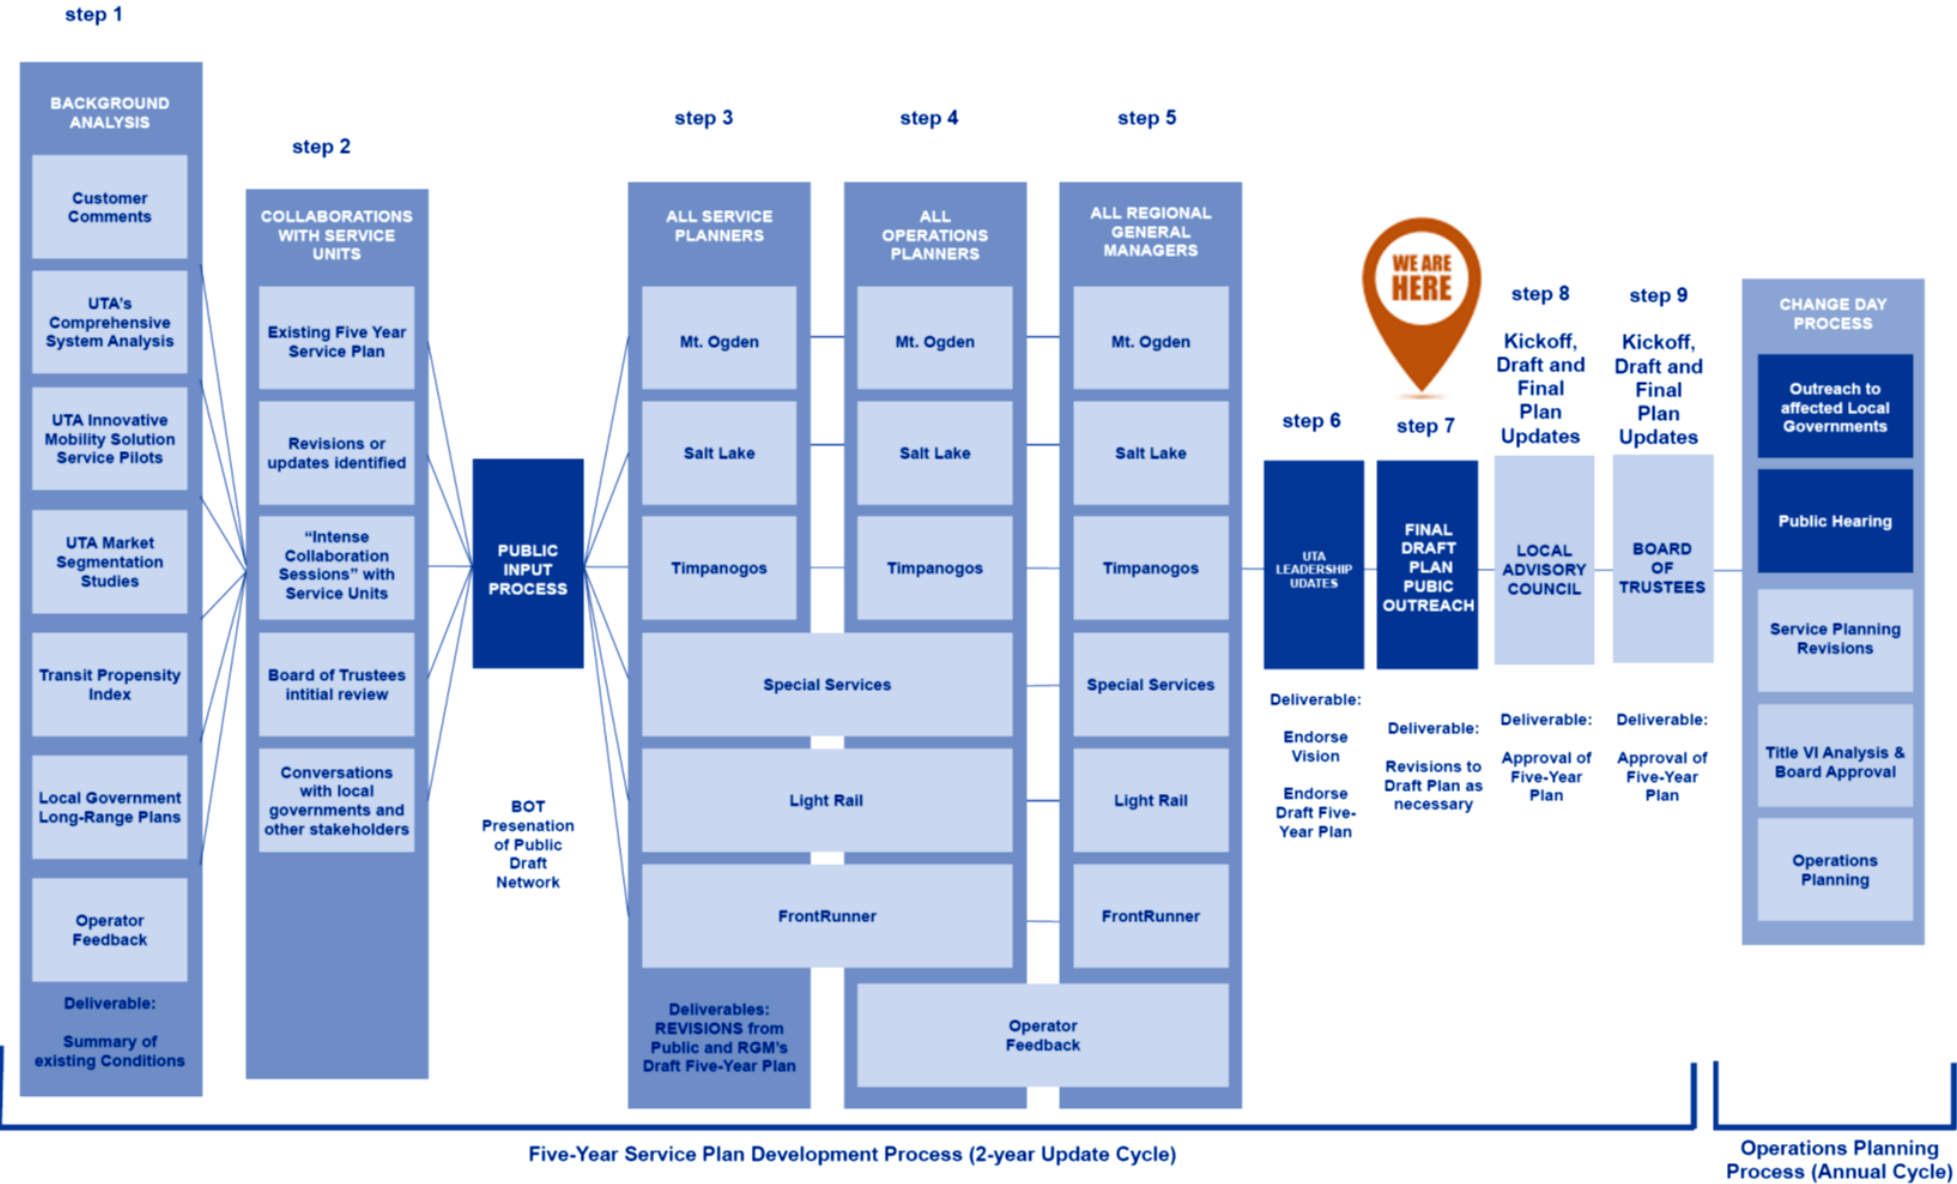 step 1
BACKGROUND
ANALYSIS
Customer
Comments
UTA's
Comprehensive
System Analysis
UTA Innovative
Mobility Solution
Service Pilots
UTA Market
Segmentation
Studies
Transit Propensity
Index
Local Government
Long-Range Plans
Operator
Feedback
Deliverable:
Summary of
existing Conditions
step 2
COLLABORATIONS
WITH SERVICE
UNITS
Existing Five Year
Service Plan
Revisions or
updates identified
“Intense
Collaboration
Sessions” with
Service Units
Board of Trustees
intitial review
Conversations
with local
governments and
other stakeholders
PUBLIC
INPUT
PROCESS
BOT
Presenation
of Public
Draft
Network
step 3
ALL SERVICE
PLANNERS
Mt. Ogden
Salt Lake
Timpanogos
step 4
ALL
OPERATIONS
PLANNERS
Mt. Ogden
Salt Lake
Timpanogos
Special Services
Light Rail
FrontRunner
Deliverables:
REVISIONS from
Public and RGM's
Draft Five-Year Plan
step 5
ALL REGIONAL
GENERAL
MANAGERS
Mt. Ogden
Salt Lake
Timpanogos
Special Services
Light Rail
FrontRunner
Operator
Feedback
step 6
UTA
LEADERSHIP
UDATES
Deliverable:
Endorse
Vision
Endorse
Draft Five-
Year Plan
WE ARE
HERE
step 7
FINAL
DRAFT
PLAN
PUBIC
OUTREACH
Deliverable:
Revisions to
Draft Plan as
necessary
step 8
Kickoff,
Draft and
Final
Plan
Updates
LOCAL
ADVISORY
COUNCIL
Deliverable:
Approval of
Five-Year
Plan
step 9
Kickoff,
Draft and
Final
Plan
Updates
BOARD
OF
TRUSTEES
Deliverable:
Approval of
Five-Year
Plan
CHANGE DAY
PROCESS
Outreach to
affected Local
Governments
Public Hearing
Service Planning
Revisions
Title VI Analysis &
Board Approval
Operations
Planning
Five-Year Service Plan Development Process (2-year Update Cycle)
Operations Planning
Process (Annual Cycle)